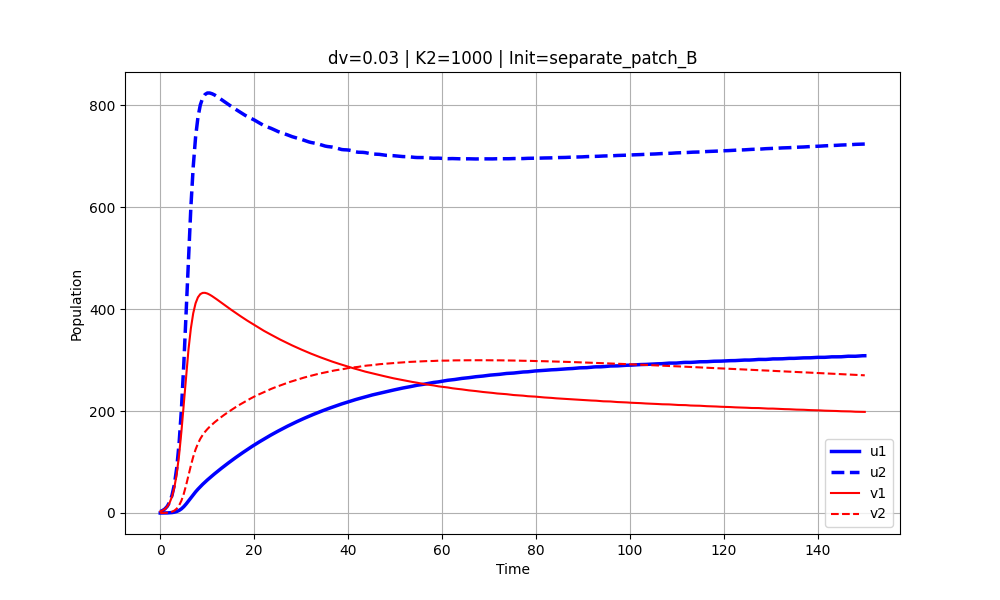 dv=0.03 | K2=1000 | Init=separate_patch_B
Population
800
600
400
200
0
0 20 40 60 80 100 120 140
Time
u1
u2
v1
v2